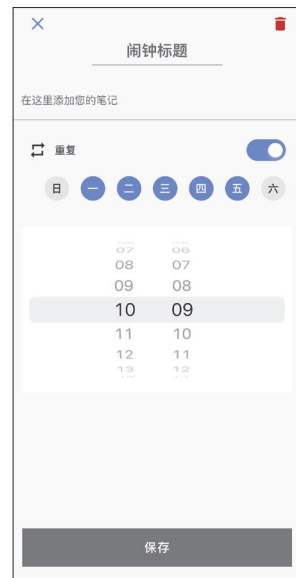 闹钟标题
在这里添加您的笔记
重复
日 一 二 三 四 五 六
07 06
08 07
09 08
10 09
11 10
12 11
13 12
保存